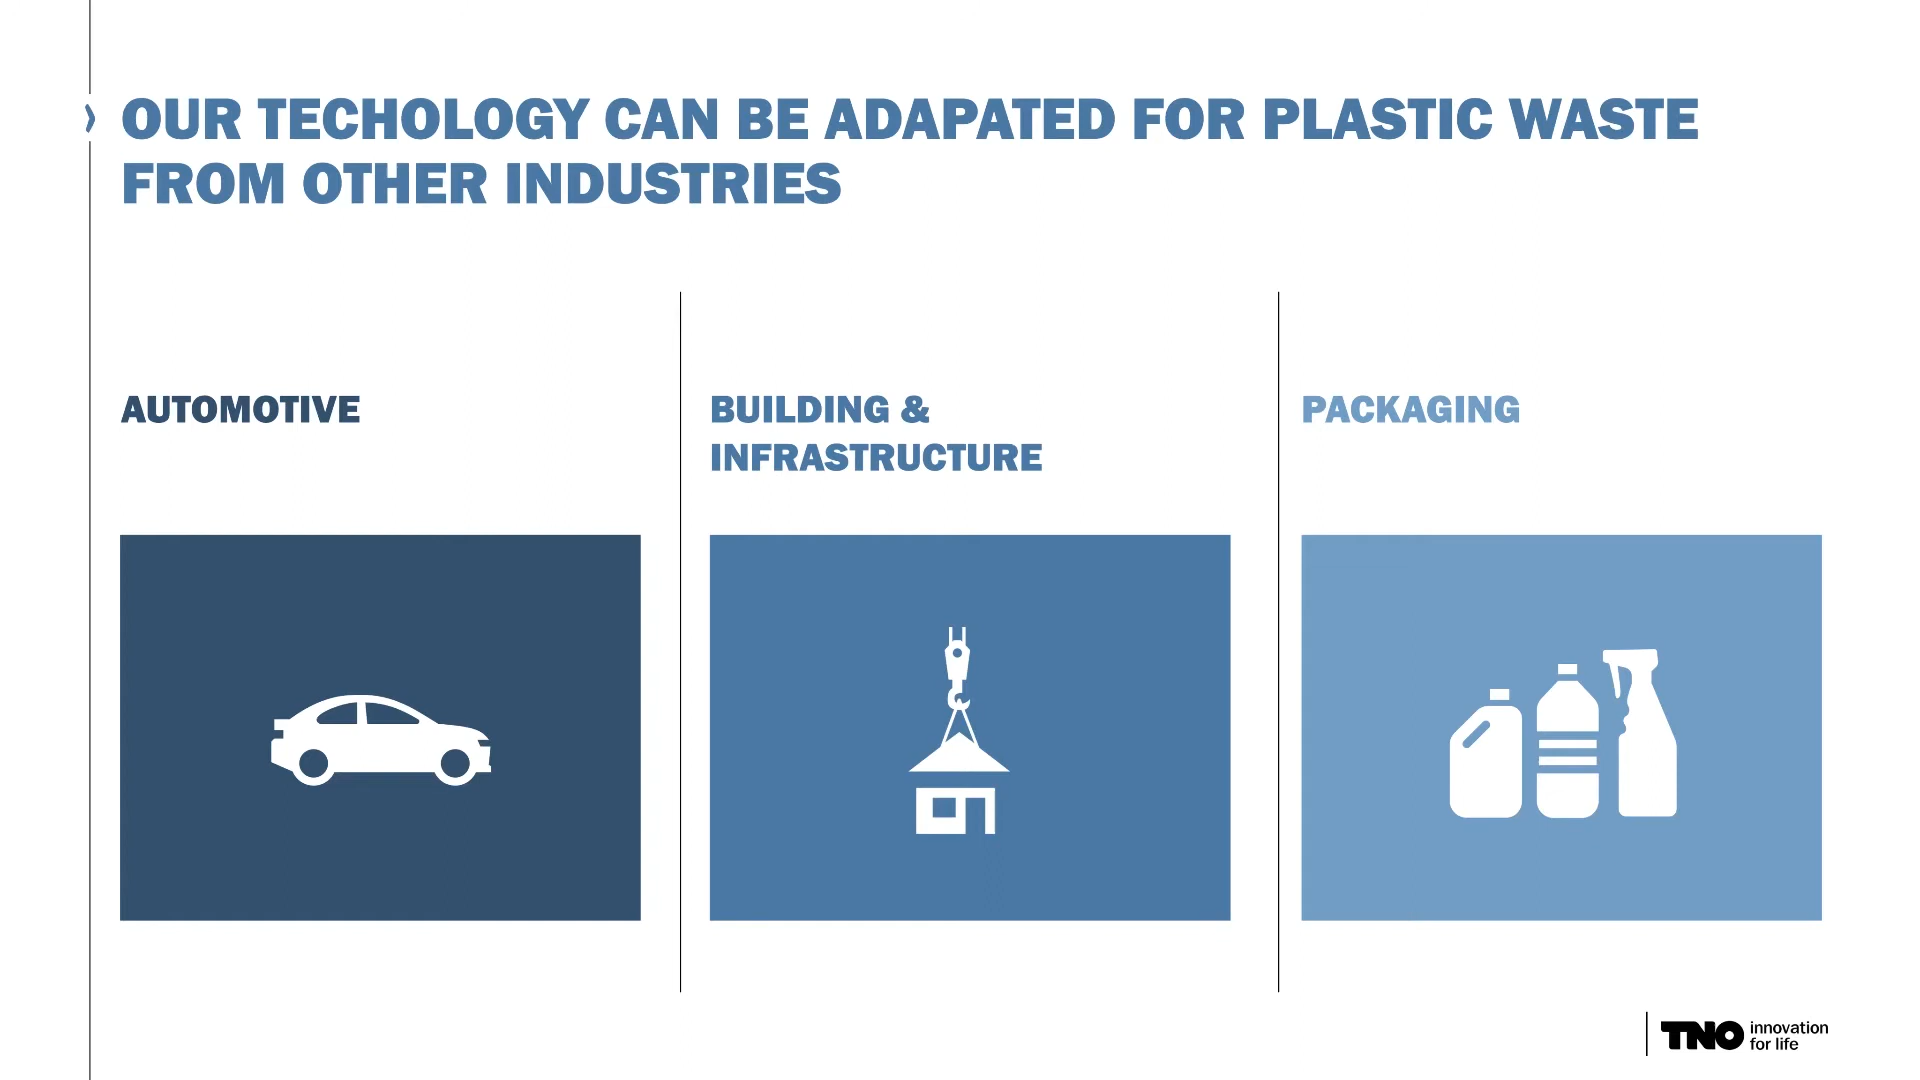 OUR TECHOLOGY CAN BE ADAPATED FOR PLASTIC WASTE
FROM OTHER INDUSTRIES
AUTOMOTIVE
BUILDING &
INFRASTRUCTURE
PACKAGING
TNO innovation
for life